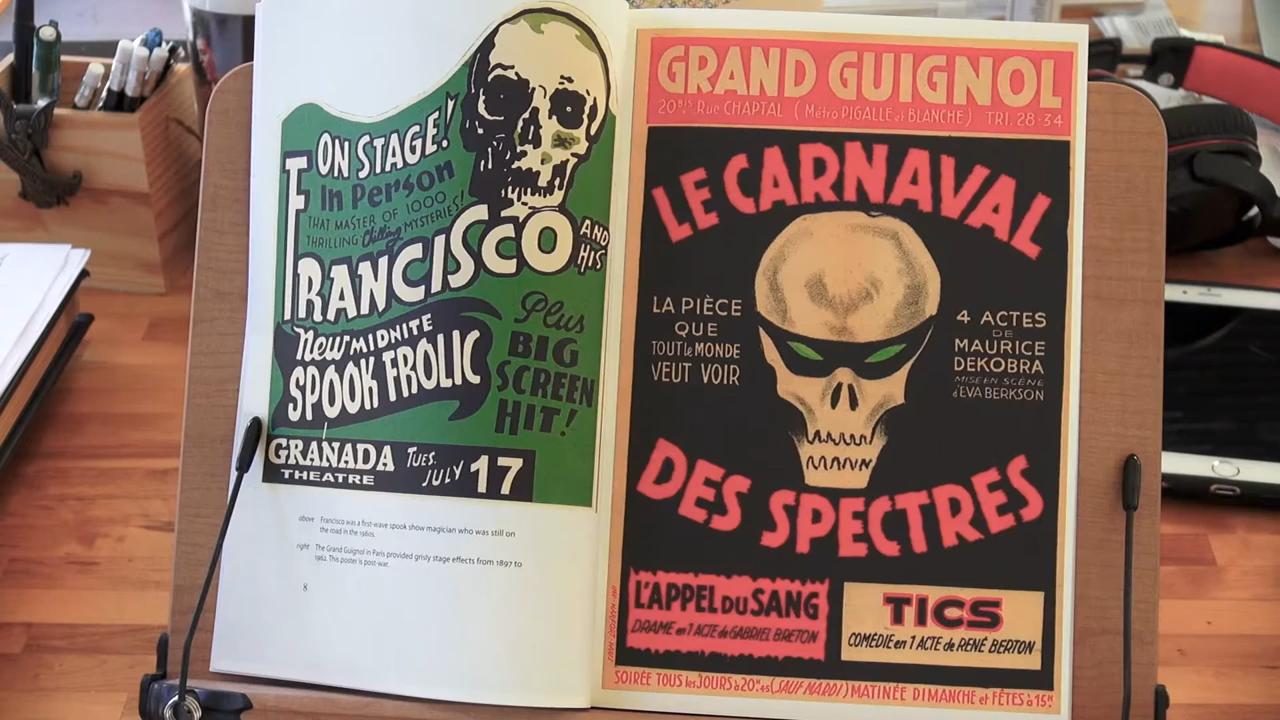 ON STAGE!
In Person
THAT MASTER OF 1000
THRILLING Chilling MYSTERIES!
FRANCISCO
AND
HIS
New MIDNITE
SPOOK FROLIC
Plus
BIG
SCREEN
HIT!
GRANADA
THEATRE
TUES.
JULY 17
above Francisco was a first-wave spook show magician who was still on
the road in the 1960s.
right The Grand Guignol in Paris provided grisly stage effects from 1897 to
1962. This poster is post-war.
8
GRAND GUIGNOL
20BIS Rue CHAPTAL (Métro PIGALLE et BLANCHE) TRI. 28-34
LE CARNAVAL
LA PIÈCE
QUE
TOUT le MONDE
VEUT VOIR
4 ACTES
DE
MAURICE
DEKOBRA
MISE EN SCÈNE
d'EVA BERKSON
DES SPECTRES
L'APPEL DU SANG
DRAME en 1 ACTE de GABRIEL BRETON
TICS
COMÉDIE en 1 ACTE de RENÉ BERTON
SOIRÉE TOUS les JOURS à 20H.45 (SAUF MARDI) MATINÉE DIMANCHE et FÊTES à 15H